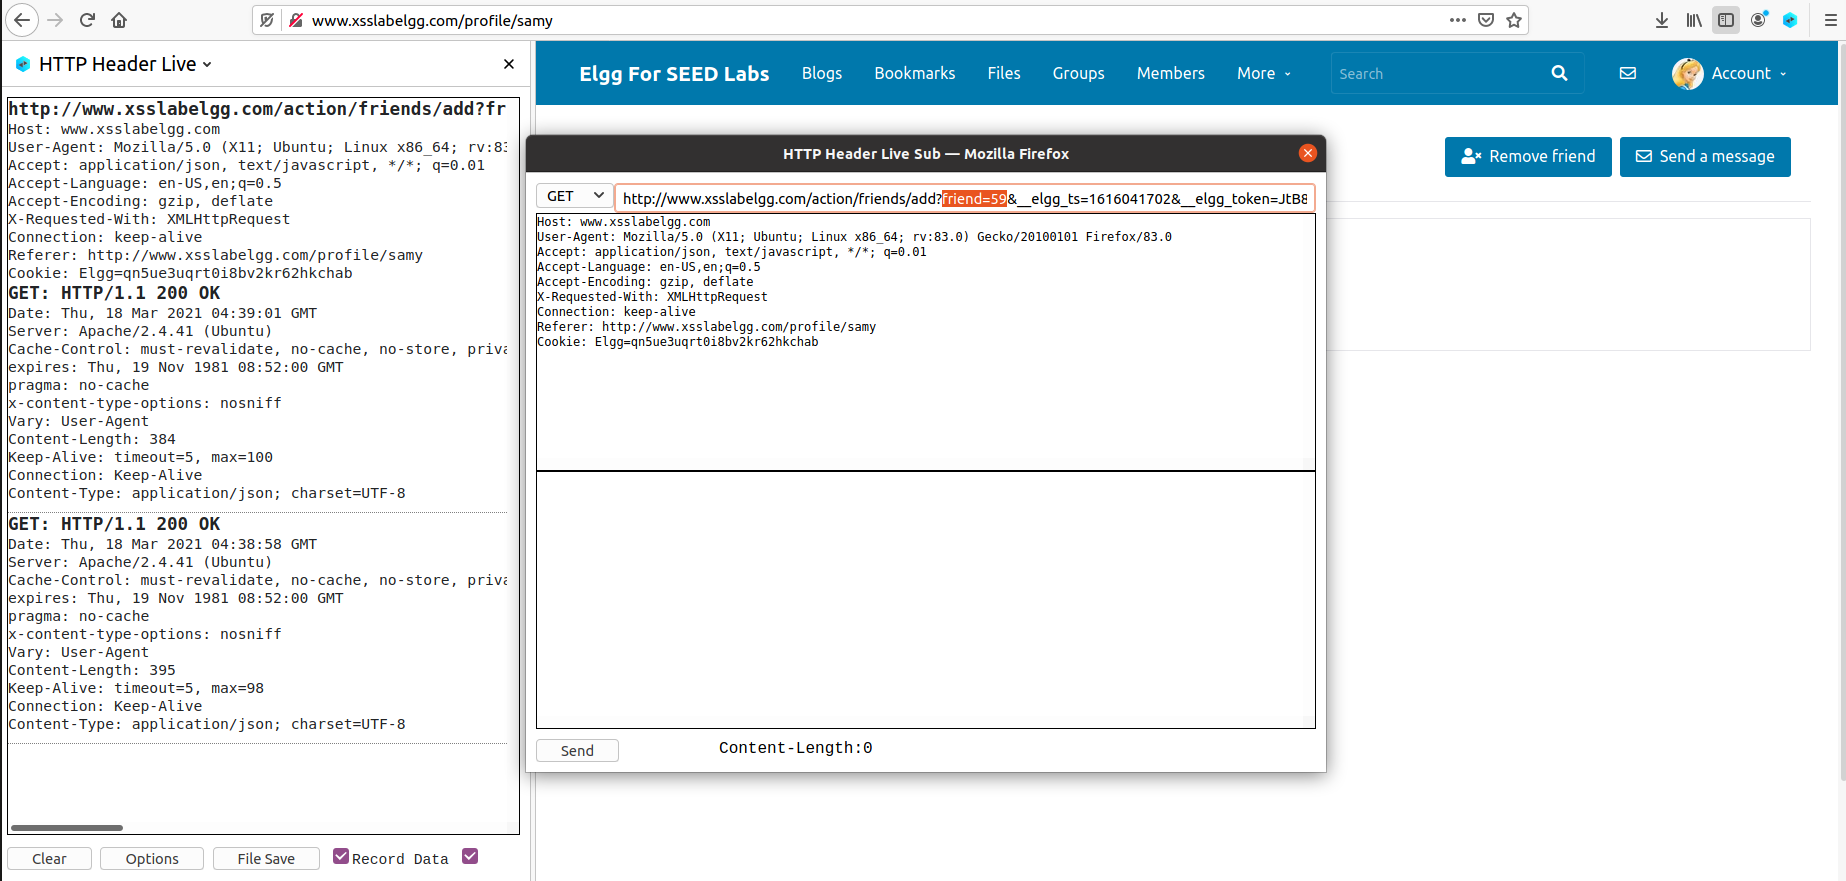 www.xsslabelgg.com/profile/samy
HTTP Header Live
http://www.xsslabelgg.com/action/friends/add?fr
Host: www.xsslabelgg.com
User-Agent: Mozilla/5.0 (X11; Ubuntu; Linux x86_64; rv:83
Accept: application/json, text/javascript, */*; q=0.01
Accept-Language: en-US,en;q=0.5
Accept-Encoding: gzip, deflate
X-Requested-With: XMLHttpRequest
Connection: keep-alive
Referer: http://www.xsslabelgg.com/profile/samy
Cookie: Elgg=qn5ue3uqrt0i8bv2kr62hkchab
GET: HTTP/1.1 200 OK
Date: Thu, 18 Mar 2021 04:39:01 GMT
Server: Apache/2.4.41 (Ubuntu)
Cache-Control: must-revalidate, no-cache, no-store, priva
expires: Thu, 19 Nov 1981 08:52:00 GMT
pragma: no-cache
x-content-type-options: nosniff
Vary: User-Agent
Content-Length: 384
Keep-Alive: timeout=5, max=100
Connection: Keep-Alive
Content-Type: application/json; charset=UTF-8
GET: HTTP/1.1 200 OK
Date: Thu, 18 Mar 2021 04:38:58 GMT
Server: Apache/2.4.41 (Ubuntu)
Cache-Control: must-revalidate, no-cache, no-store, priva
expires: Thu, 19 Nov 1981 08:52:00 GMT
pragma: no-cache
x-content-type-options: nosniff
Vary: User-Agent
Content-Length: 395
Keep-Alive: timeout=5, max=98
Connection: Keep-Alive
Content-Type: application/json; charset=UTF-8
Clear Options File Save Record Data
Elgg For SEED Labs Blogs Bookmarks Files Groups Members More Search Account
Remove friend Send a message
HTTP Header Live Sub — Mozilla Firefox
GET http://www.xsslabelgg.com/action/friends/add?friend=59&__elgg_ts=1616041702&__elgg_token=JtB8
Host: www.xsslabelgg.com
User-Agent: Mozilla/5.0 (X11; Ubuntu; Linux x86_64; rv:83.0) Gecko/20100101 Firefox/83.0
Accept: application/json, text/javascript, */*; q=0.01
Accept-Language: en-US,en;q=0.5
Accept-Encoding: gzip, deflate
X-Requested-With: XMLHttpRequest
Connection: keep-alive
Referer: http://www.xsslabelgg.com/profile/samy
Cookie: Elgg=qn5ue3uqrt0i8bv2kr62hkchab
Send Content-Length:0